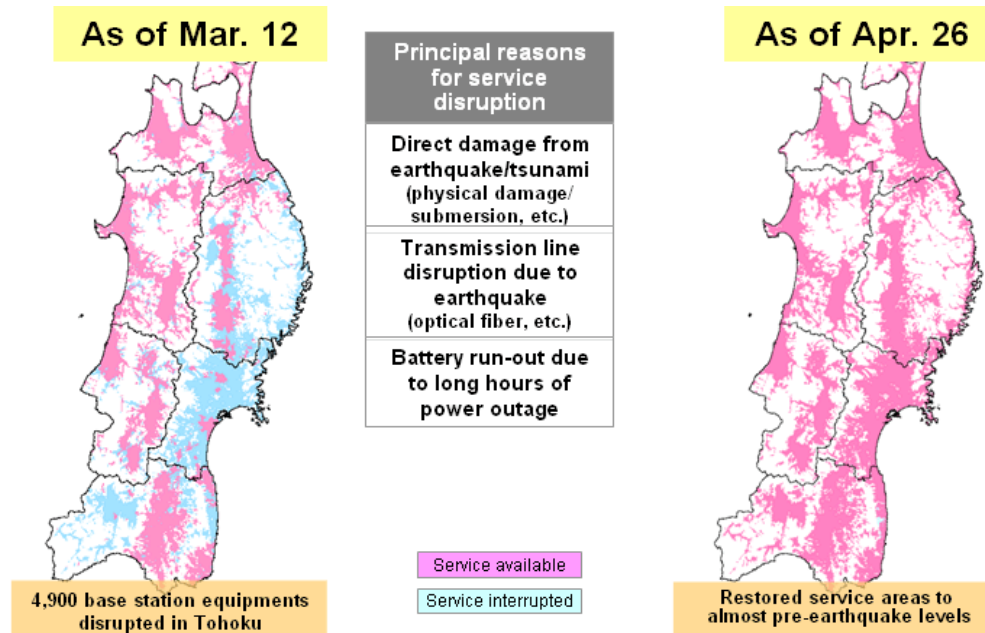 As of Mar. 12
Principal reasons
for service
disruption
Direct damage from
earthquake/tsunami
(physical damage/
submersion, etc.)
Transmission line
disruption due to
earthquake
(optical fiber, etc.)
Battery run-out due
to long hours of
power outage
Service available
Service interrupted
4,900 base station equipments
disrupted in Tohoku
As of Apr. 26
Restored service areas to
almost pre-earthquake levels